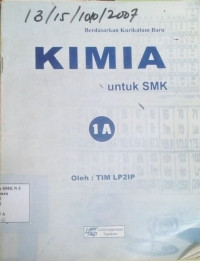 13/15/100/2007
Berdasarkan Kurikulum Baru
KIMIA
untuk SMK
1A
Oleh : TIM LP2IP